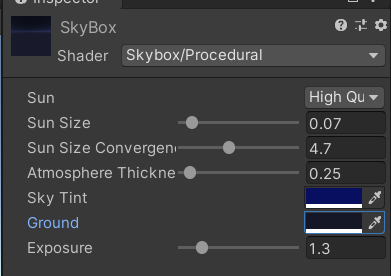 Inspector
SkyBox
Shader Skybox/Procedural
Sun High Qu
Sun Size 0.07
Sun Size Convergen 4.7
Atmosphere Thickne 0.25
Sky Tint
Ground
Exposure 1.3